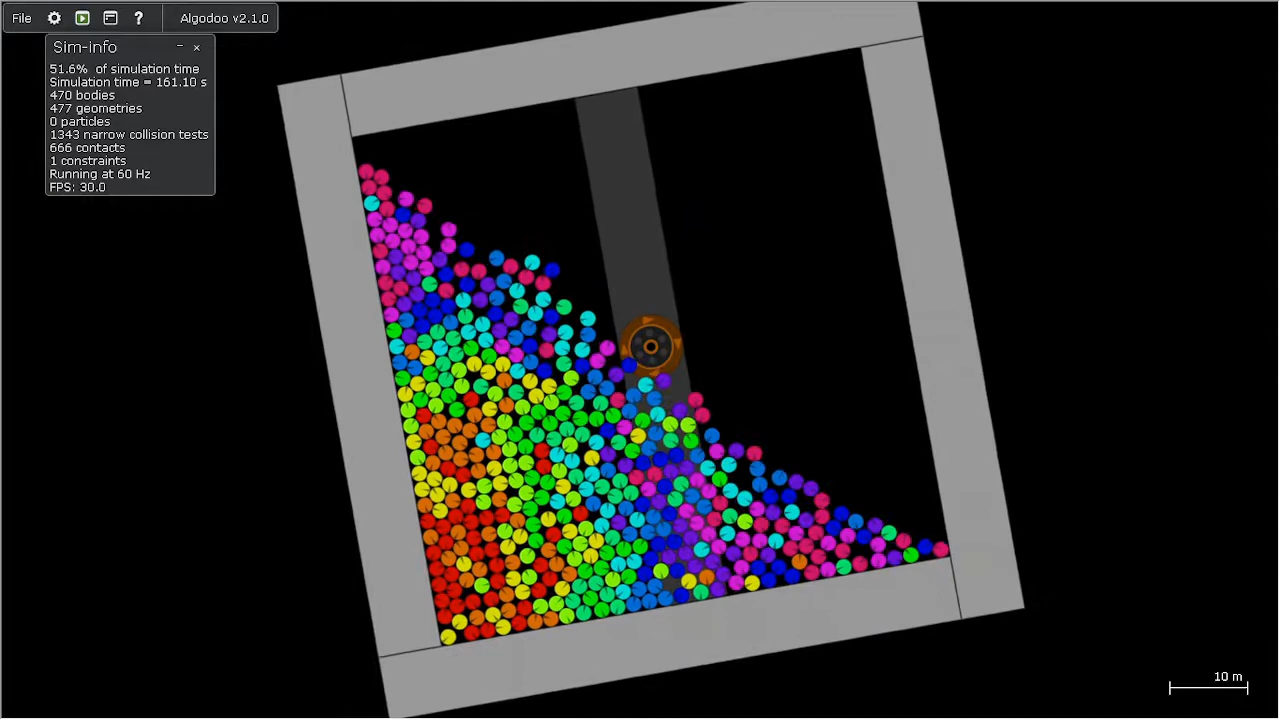 File ? Algodoo v2.1.0
Sim-info – ×
51.6% of simulation time
Simulation time = 161.10 s
470 bodies
477 geometries
0 particles
1343 narrow collision tests
666 contacts
1 constraints
Running at 60 Hz
FPS: 30.0
10 m